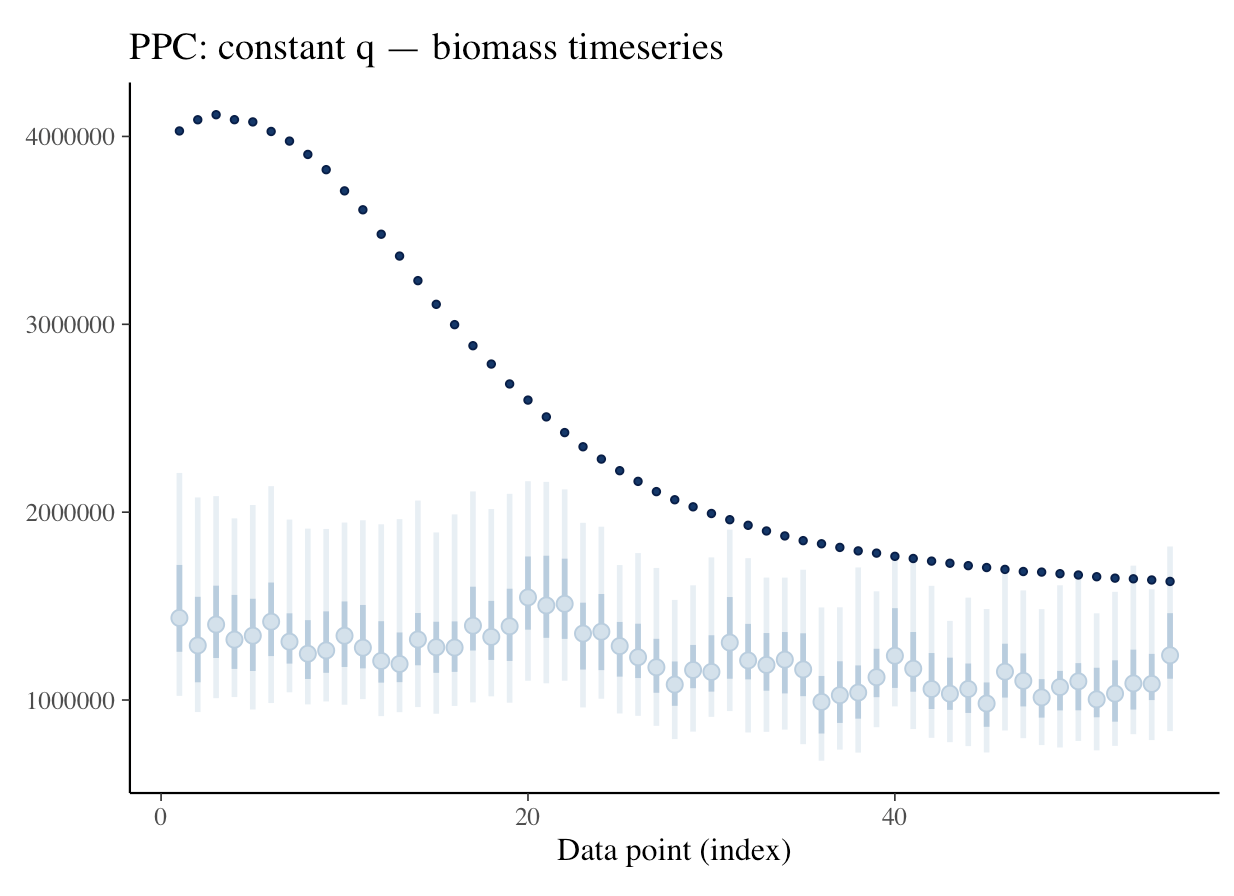 PPC: constant q — biomass timeseries
4000000
3000000
2000000
1000000
0 20 40
Data point (index)